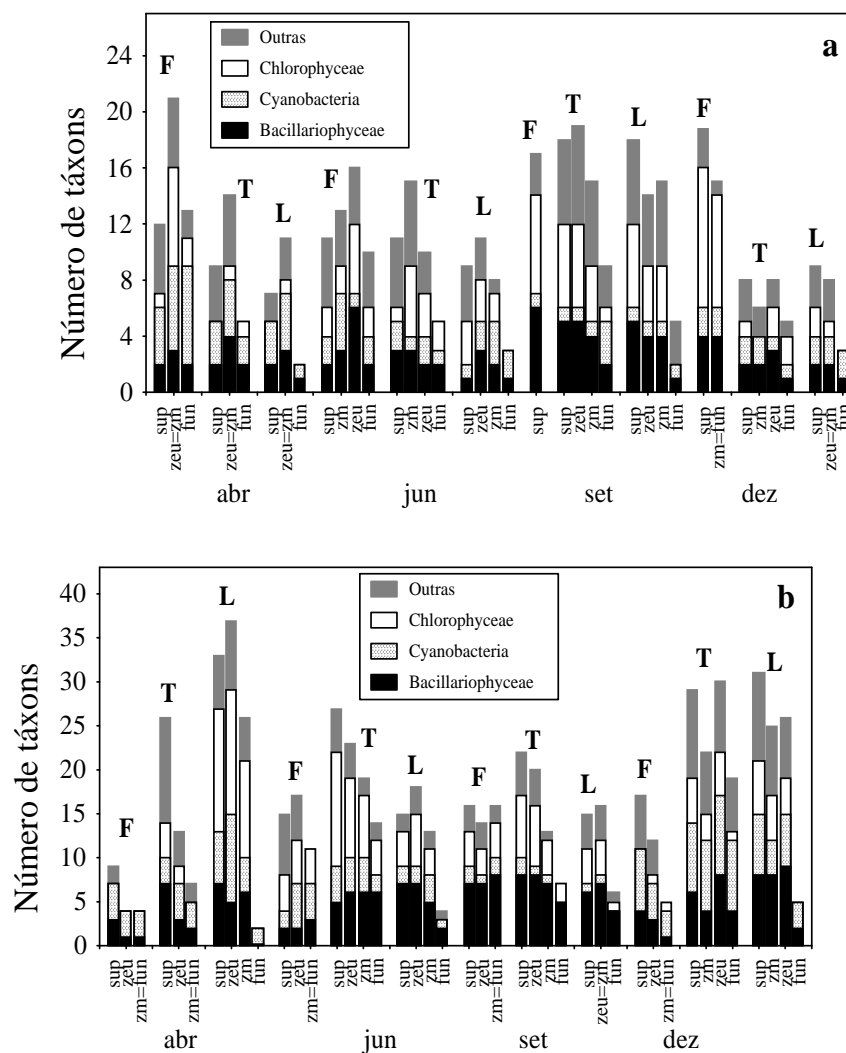 a
Outras
Chlorophyceae
Cyanobacteria
Bacillariophyceae
Número de táxons
24
20
16
12
8
4
0
F T L F T L F T L F T L
sup zeu=zm fun sup zeu=zm fun sup zeu=zm fun sup zm zeu fun sup zm zeu fun sup zeu zm fun sup sup zeu zm fun sup zeu zm fun sup zm=fun sup zm zeu fun sup zeu=zm fun
abr jun set dez
b
Outras
Chlorophyceae
Cyanobacteria
Bacillariophyceae
Número de táxons
40
35
30
25
20
15
10
5
0
F T L F T L F T L F T L
sup zeu zm=fun sup zeu zm=fun sup zeu zm fun sup zeu zm=fun sup zeu zm fun sup zeu zm fun sup zeu zm=fun sup zeu zm fun sup zeu=zm fun sup zeu zm=fun sup zm zeu fun sup zm zeu fun
abr jun set dez